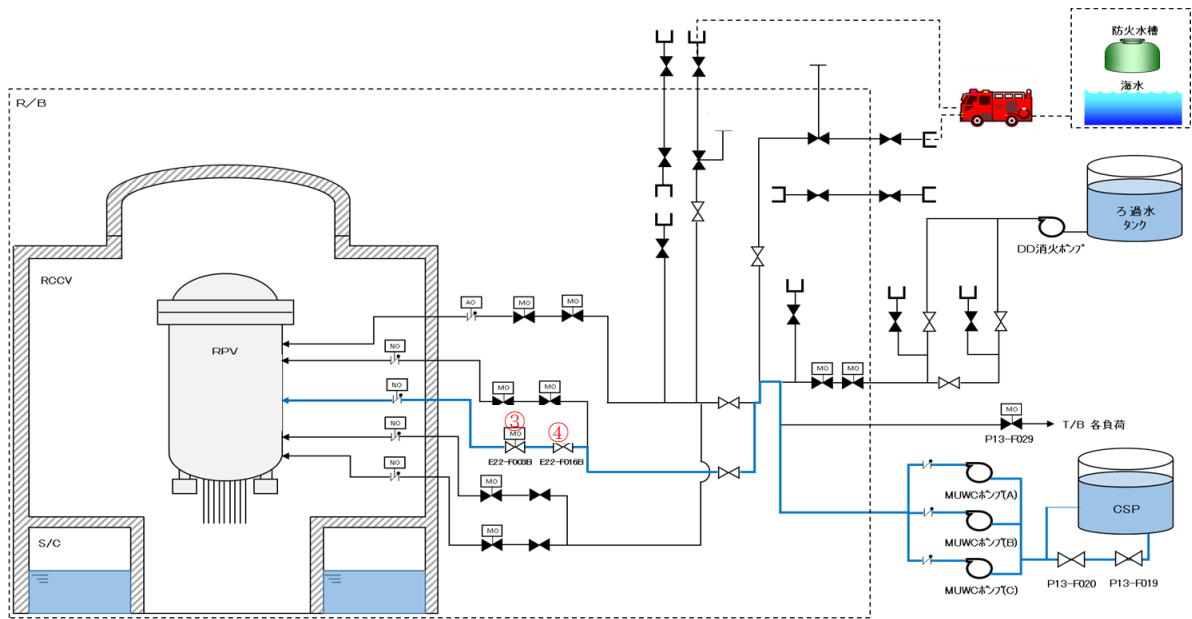 防火水槽
海水
R/B
ろ過水
タンク
DD消火ポンプ
RCCV
AO
MO
MO
RPV
NO
NO
MO
MO
③
MO
④
E22-F003B
E22-F016B
NO
NO
MO
MO
MO
MO
MO
P13-F029
T/B 各負荷
MUWCポンプ(A)
MUWCポンプ(B)
MUWCポンプ(C)
CSP
P13-F020
P13-F019
S/C